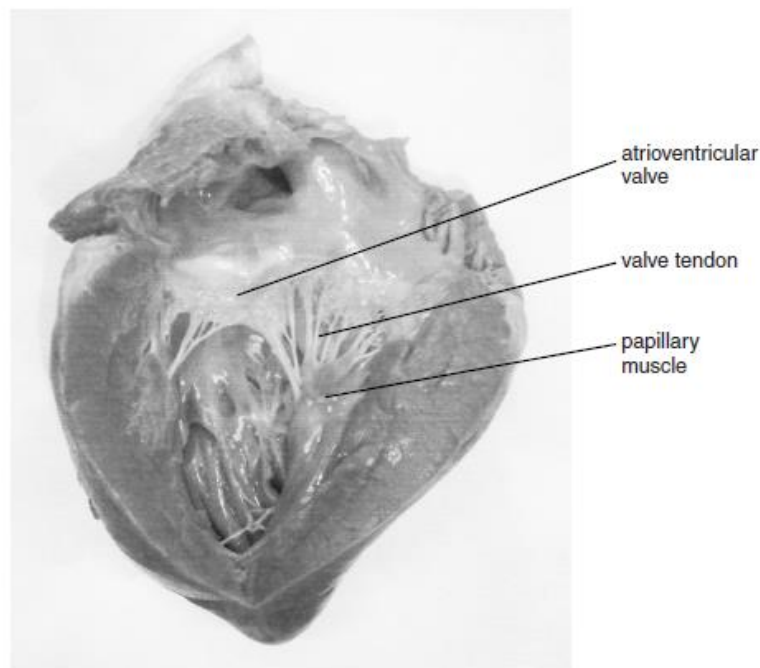 atrioventricular
valve
valve tendon
papillary
muscle